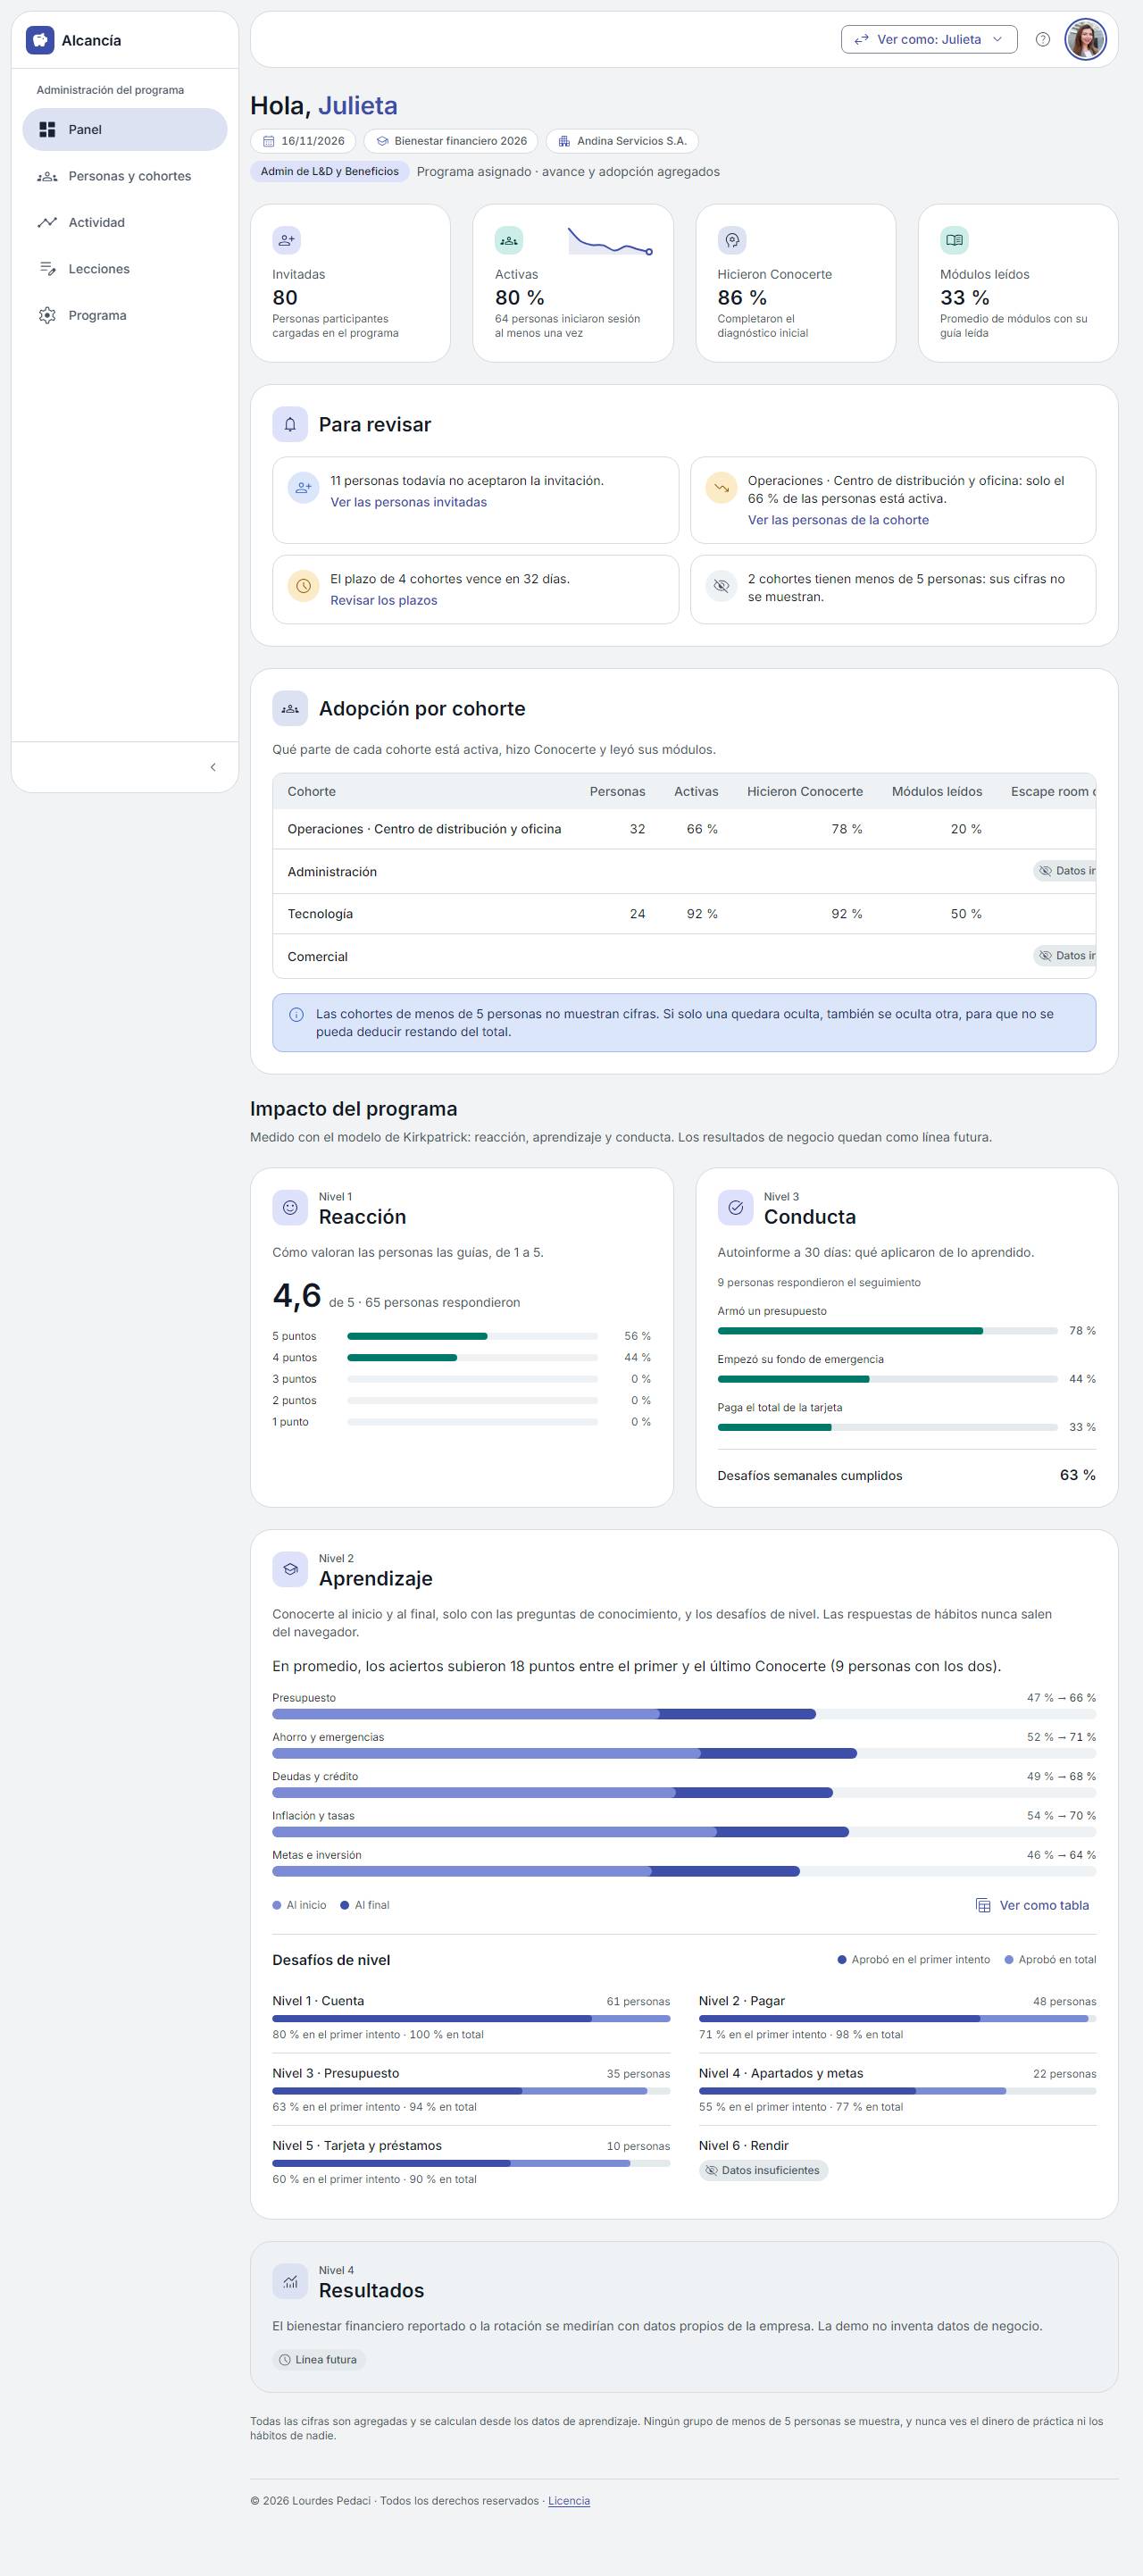 Alcancía
Ver como: Julieta
Administración del programa
Panel
Personas y cohortes
Actividad
Lecciones
Programa
Hola, Julieta
16/11/2026
Bienestar financiero 2026
Andina Servicios S.A.
Admin de L&D y Beneficios
Programa asignado · avance y adopción agregados
Invitadas
80
Personas participantes
cargadas en el programa
Activas
80 %
64 personas iniciaron sesión
al menos una vez
Hicieron Conocerte
86 %
Completaron el
diagnóstico inicial
Módulos leídos
33 %
Promedio de módulos con su
guía leída
Para revisar
11 personas todavía no aceptaron la invitación.
Ver las personas invitadas
Operaciones · Centro de distribución y oficina: solo el
66 % de las personas está activa.
Ver las personas de la cohorte
El plazo de 4 cohortes vence en 32 días.
Revisar los plazos
2 cohortes tienen menos de 5 personas: sus cifras no
se muestran.
Adopción por cohorte
Qué parte de cada cohorte está activa, hizo Conocerte y leyó sus módulos.
Cohorte Personas Activas Hicieron Conocerte Módulos leídos Escape room
Operaciones · Centro de distribución y oficina 32 66 % 78 % 20 %
Administración Datos
Tecnología 24 92 % 92 % 50 %
Comercial Datos
Las cohortes de menos de 5 personas no muestran cifras. Si solo una quedara oculta, también se oculta otra, para que no se
pueda deducir restando del total.
Impacto del programa
Medido con el modelo de Kirkpatrick: reacción, aprendizaje y conducta. Los resultados de negocio quedan como línea futura.
Nivel 1
Reacción
Cómo valoran las personas las guías, de 1 a 5.
4,6 de 5 · 65 personas respondieron
5 puntos 56 %
4 puntos 44 %
3 puntos 0 %
2 puntos 0 %
1 punto 0 %
Nivel 3
Conducta
Autoinforme a 30 días: qué aplicaron de lo aprendido.
9 personas respondieron el seguimiento
Armó un presupuesto
78 %
Empezó su fondo de emergencia
44 %
Paga el total de la tarjeta
33 %
Desafíos semanales cumplidos 63 %
Nivel 2
Aprendizaje
Conocerte al inicio y al final, solo con las preguntas de conocimiento, y los desafíos de nivel. Las respuestas de hábitos nunca salen
del navegador.
En promedio, los aciertos subieron 18 puntos entre el primer y el último Conocerte (9 personas con los dos).
Presupuesto 47 % → 66 %
Ahorro y emergencias 52 % → 71 %
Deudas y crédito 49 % → 68 %
Inflación y tasas 54 % → 70 %
Metas e inversión 46 % → 64 %
Al inicio Al final
Ver como tabla
Desafíos de nivel
Aprobó en el primer intento Aprobó en total
Nivel 1 · Cuenta 61 personas
80 % en el primer intento · 100 % en total
Nivel 2 · Pagar 48 personas
71 % en el primer intento · 98 % en total
Nivel 3 · Presupuesto 35 personas
63 % en el primer intento · 94 % en total
Nivel 4 · Apartados y metas 22 personas
55 % en el primer intento · 77 % en total
Nivel 5 · Tarjeta y préstamos 10 personas
60 % en el primer intento · 90 % en total
Nivel 6 · Rendir
Datos insuficientes
Nivel 4
Resultados
El bienestar financiero reportado o la rotación se medirían con datos propios de la empresa. La demo no inventa datos de negocio.
Línea futura
Todas las cifras son agregadas y se calculan desde los datos de aprendizaje. Ningún grupo de menos de 5 personas se muestra, y nunca ves el dinero de práctica ni los
hábitos de nadie.
© 2026 Lourdes Pedaci · Todos los derechos reservados · Licencia